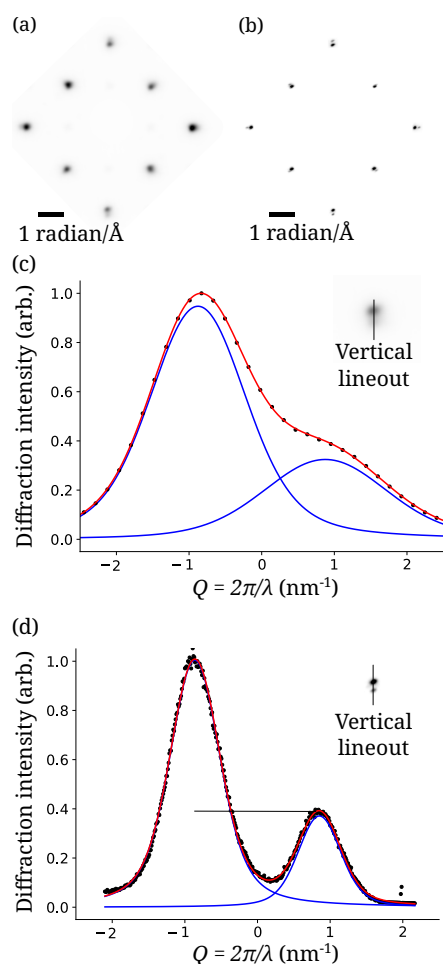 (a)
(b)
1 radian/Å
1 radian/Å
(c)
Diffraction intensity (arb.)
1.0
0.8
0.6
0.4
0.2
0.0
Vertical
lineout
−2
−1
0
1
2
Q = 2π/λ (nm⁻¹)
(d)
Diffraction intensity (arb.)
1.0
0.8
0.6
0.4
0.2
0.0
Vertical
lineout
−2
−1
0
1
2
Q = 2π/λ (nm⁻¹)